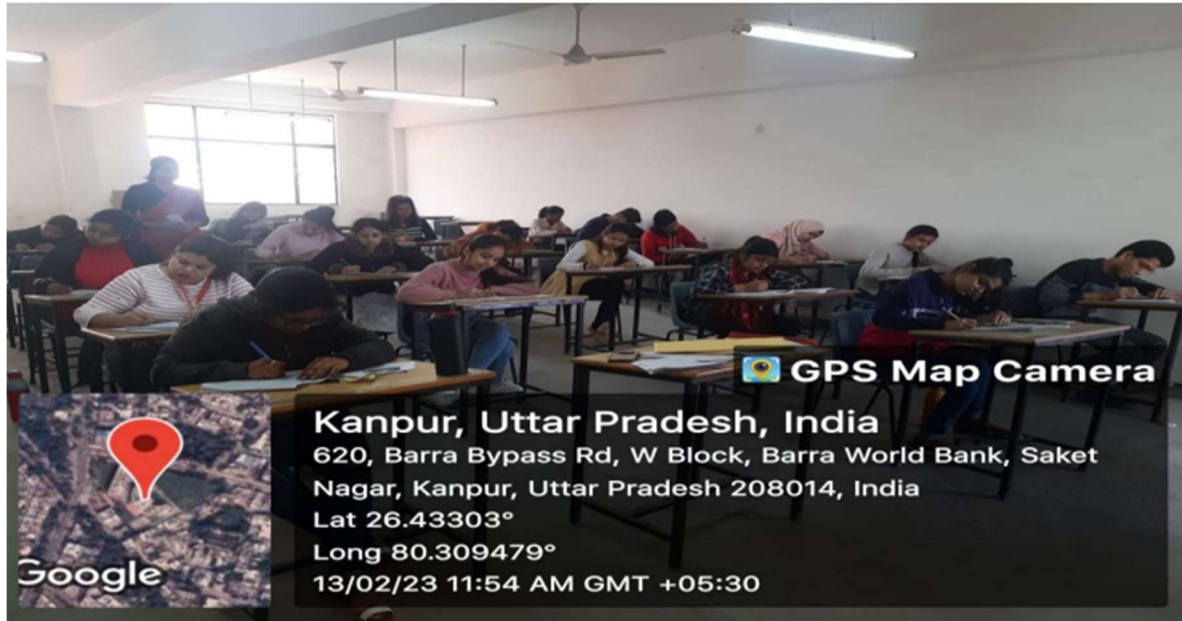 GPS Map Camera
Kanpur, Uttar Pradesh, India
620, Barra Bypass Rd, W Block, Barra World Bank, Saket
Nagar, Kanpur, Uttar Pradesh 208014, India
Lat 26.43303°
Long 80.309479°
13/02/23 11:54 AM GMT +05:30
Google